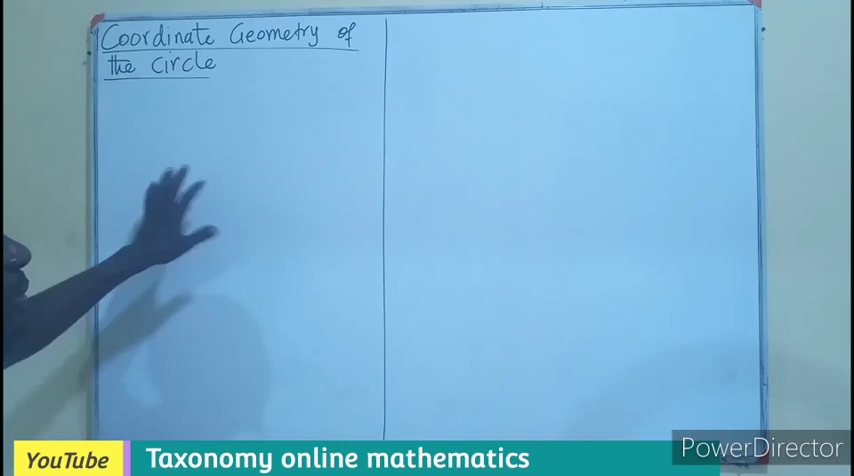 Coordinate Geometry of
the circle
YouTube Taxonomy online mathematics
PowerDirector